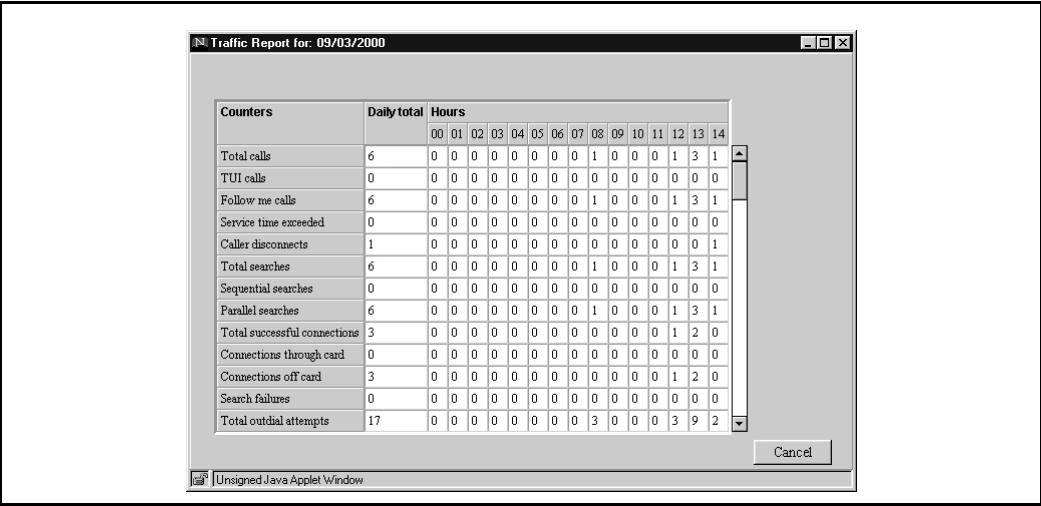 N Traffic Report for: 09/03/2000
Counters Daily total Hours
00 01 02 03 04 05 06 07 08 09 10 11 12 13 14
Total calls 6 0 0 0 0 0 0 0 0 1 0 0 0 1 3 1
TUI calls 0 0 0 0 0 0 0 0 0 0 0 0 0 0 0 0
Follow me calls 6 0 0 0 0 0 0 0 0 1 0 0 0 1 3 1
Service time exceeded 0 0 0 0 0 0 0 0 0 0 0 0 0 0 0 0
Caller disconnects 1 0 0 0 0 0 0 0 0 0 0 0 0 0 0 1
Total searches 6 0 0 0 0 0 0 0 0 1 0 0 0 1 3 1
Sequential searches 0 0 0 0 0 0 0 0 0 0 0 0 0 0 0 0
Parallel searches 6 0 0 0 0 0 0 0 0 1 0 0 0 1 3 1
Total successful connections 3 0 0 0 0 0 0 0 0 0 0 0 0 1 2 0
Connections through card 0 0 0 0 0 0 0 0 0 0 0 0 0 0 0 0
Connections off card 3 0 0 0 0 0 0 0 0 0 0 0 0 1 2 0
Search failures 0 0 0 0 0 0 0 0 0 0 0 0 0 0 0 0
Total outdial attempts 17 0 0 0 0 0 0 0 0 3 0 0 0 3 9 2
Cancel
Unsigned Java Applet Window